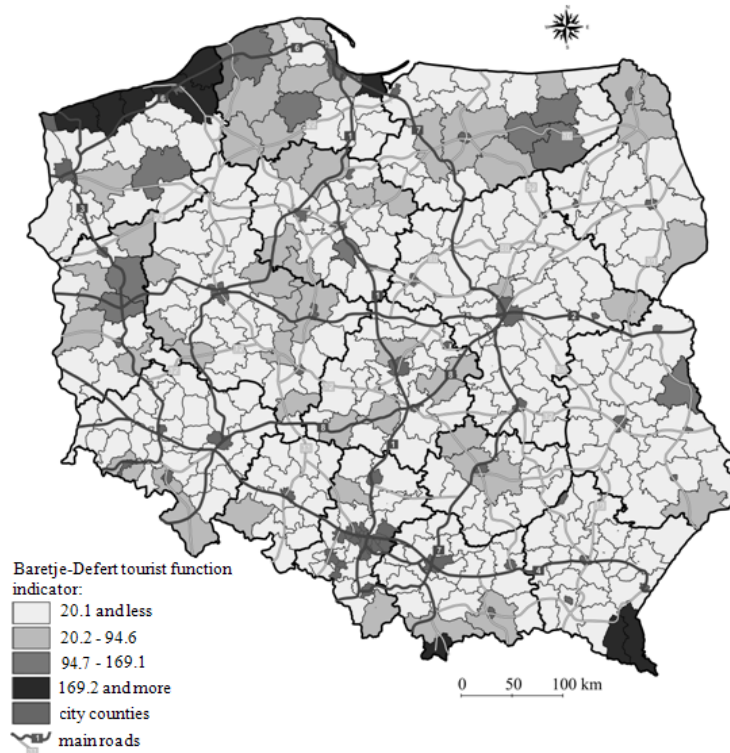 6
Baretje-Defert tourist function
indicator:
20.1 and less
20.2 - 94.6
94.7 - 169.1
169.2 and more
city counties
main roads
0 50 100 km